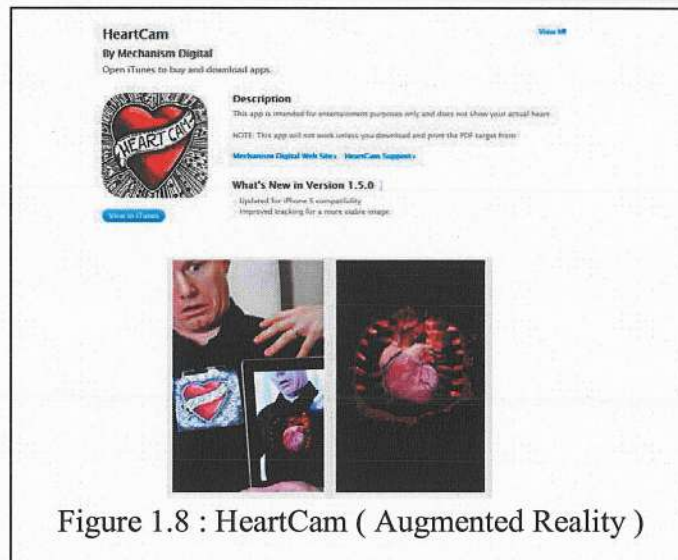 HeartCam
View M
By Mechanism Digital
Open iTunes to buy and download apps.
HEART CAM
Description
This app is intended for entertainment purposes only and does not show your actual heart
NOTE: This app will not work unless you download and print the PDF target from
Mechanism Digital Web Site HeartCam Support
What's New in Version 1.5.0
View In iTunes
- Updated for iPhone 5 compatibility
- Improved tracking for a more stable image.
Figure 1.8 : HeartCam ( Augmented Reality )